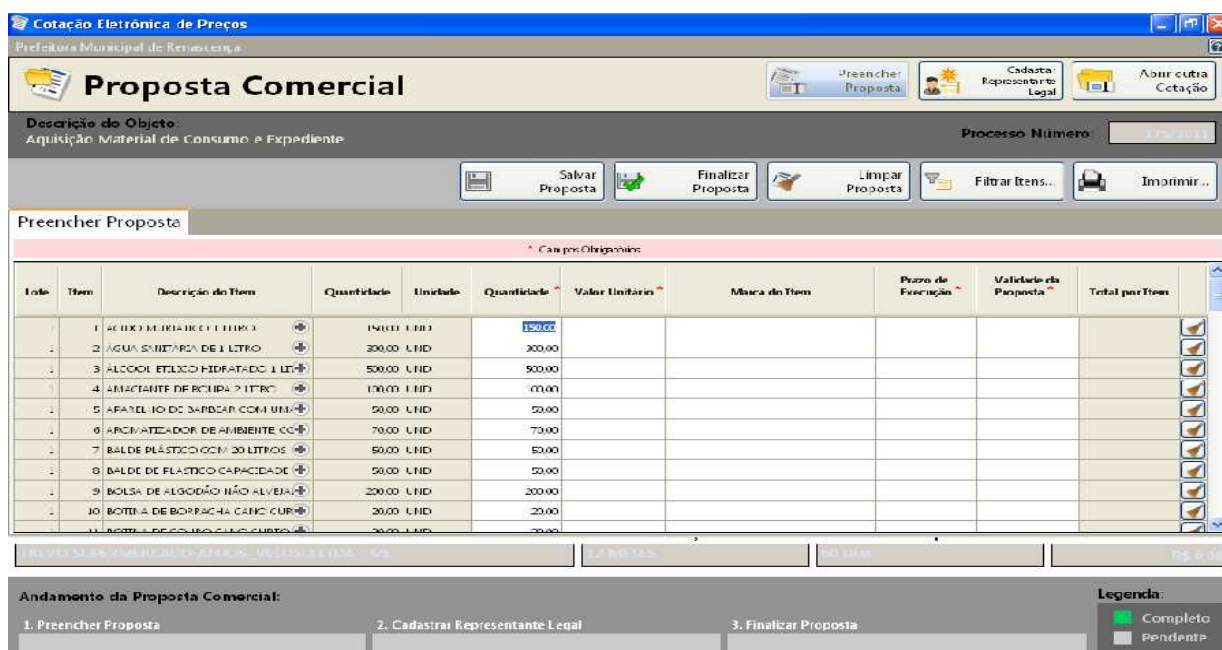 Cotação Eletrônica de Preços
Prefeitura Municipal de Renascença
Proposta Comercial
Preencher Proposta
Cadastrar Representante Legal
Abrir outra Cotação
Descrição do Objeto:
Aquisição Material de Consumo e Expediente
Processo Número:
Salvar Proposta
Finalizar Proposta
Limpar Proposta
Filtrar Itens...
Imprimir...
Preencher Proposta
* Campos Obrigatórios
Lote Item Descrição do Item Quantidade Unidade Quantidade * Valor Unitário * Marca do Item Prazo de Execução * Validade da Proposta * Total por Item
1 1 ACIDO MURIATICO 1 LITRO 150,00 UND 150,00
1 2 AGUA SANITÁRIA DE 1 LITRO 300,00 UND 300,00
1 3 ÁLCOOL ETILICO HIDRATADO 1 500,00 UND 500,00
1 4 AMACIANTE DE ROUPA 2 LITRO 100,00 UND 100,00
1 5 APARELHO DE BARBEAR COM UM 50,00 UND 50,00
1 6 AROMATIZADOR DE AMBIENTE, CO 70,00 UND 70,00
1 7 BALDE PLÁSTICO COM 20 LITROS 50,00 UND 50,00
1 8 BALDE DE PLASTICO CAPACIDADE 50,00 UND 50,00
1 9 BOLSA DE ALGODÃO NÃO ALVEJA 200,00 UND 200,00
1 10 BOTINA DE BORRACHA CANO CUR 20,00 UND 20,00
12 MESES
Andamento da Proposta Comercial:
Legenda:
1. Preencher Proposta
2. Cadastrar Representante Legal
3. Finalizar Proposta
Completo
Pendente